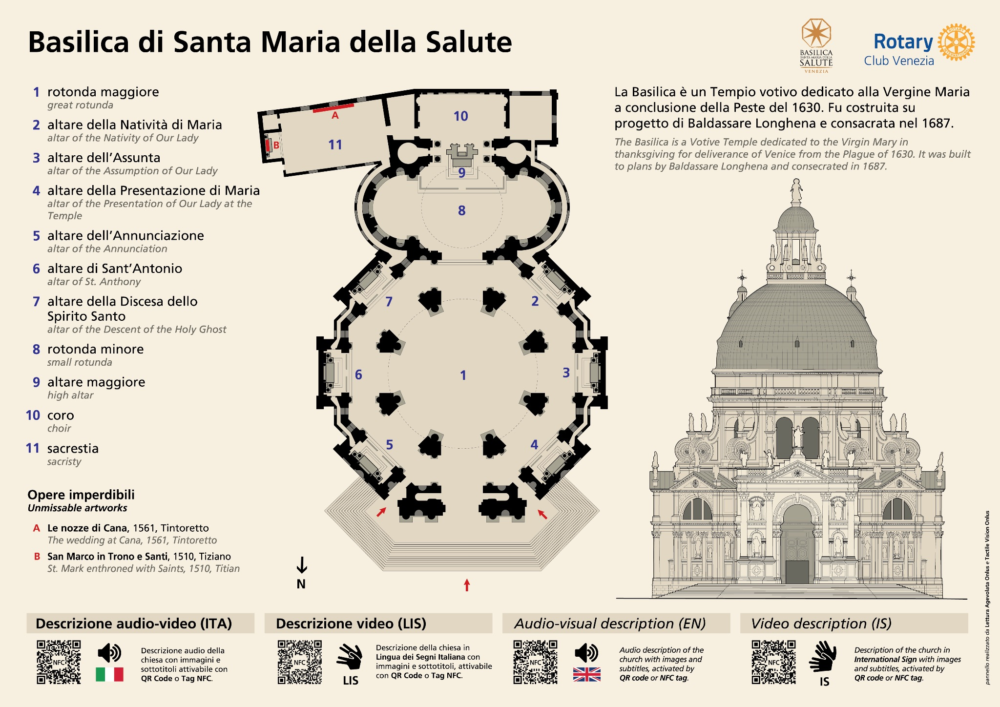 Basilica di Santa Maria della Salute
BASILICA
SANTA MARIA DELLA
SALUTE
VENEZIA
Rotary
Club Venezia
ROTARY
INTERNATIONAL
1 rotonda maggiore
great rotunda
2 altare della Natività di Maria
altar of the Nativity of Our Lady
3 altare dell'Assunta
altar of the Assumption of Our Lady
4 altare della Presentazione di Maria
altar of the Presentation of Our Lady at the
Temple
5 altare dell'Annunciazione
altar of the Annunciation
6 altare di Sant'Antonio
altar of St. Anthony
7 altare della Discesa dello
Spirito Santo
altar of the Descent of the Holy Ghost
8 rotonda minore
small rotunda
9 altare maggiore
high altar
10 coro
choir
11 sacrestia
sacristy
Opere imperdibili
Unmissable artworks
A Le nozze di Cana, 1561, Tintoretto
The wedding at Cana, 1561, Tintoretto
B San Marco in Trono e Santi, 1510, Tiziano
St. Mark enthroned with Saints, 1510, Titian
A
10
B
11
9
8
7
2
6
1
3
5
4
N
La Basilica è un Tempio votivo dedicato alla Vergine Maria
a conclusione della Peste del 1630. Fu costruita su
progetto di Baldassare Longhena e consacrata nel 1687.
The Basilica is a Votive Temple dedicated to the Virgin Mary in
thanksgiving for deliverance of Venice from the Plague of 1630. It was built
to plans by Baldassare Longhena and consecrated in 1687.
pannello realizzato da Lettura Agevolata Onlus e Tactile Vision Onlus
Descrizione audio-video (ITA)
NFC
Descrizione audio della
chiesa con immagini e
sottotitoli attivabile con
QR Code o Tag NFC.
Descrizione video (LIS)
NFC
LIS
Descrizione della chiesa in
Lingua dei Segni Italiana con
immagini e sottotitoli, attivabile
con QR Code o Tag NFC.
Audio-visual description (EN)
NFC
Audio description of the
church with images and
subtitles, activated by
QR code or NFC tag.
Video description (IS)
NFC
IS
Description of the church in
International Sign with images
and subtitles, activated by
QR code or NFC tag.